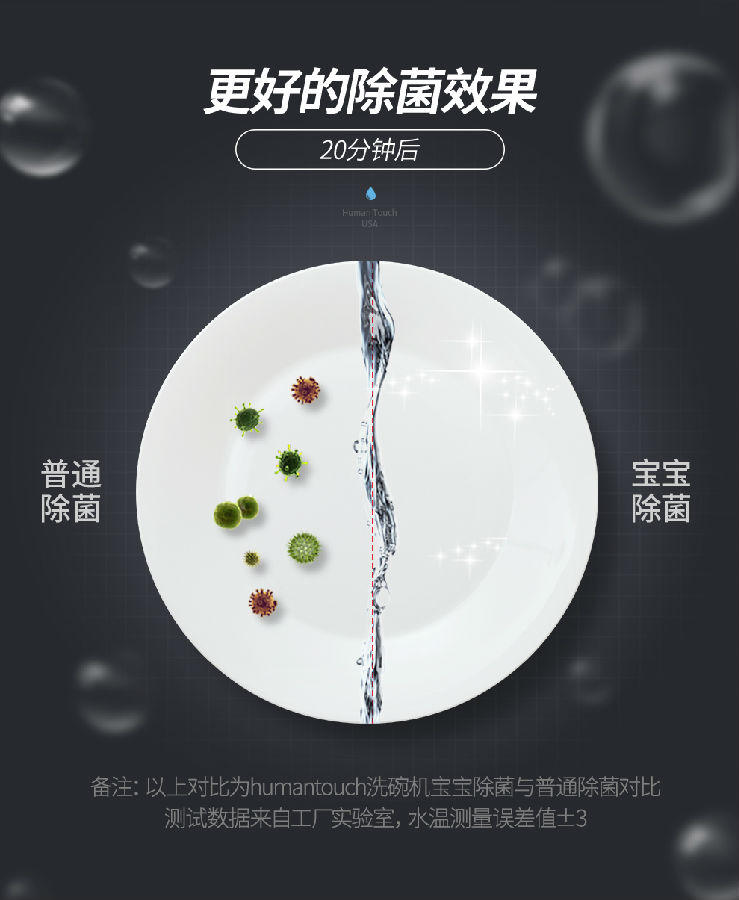 更好的除菌效果
20分钟后
Human Touch
USA
普通
除菌
宝宝
除菌
备注：以上对比为humantouch洗碗机宝宝除菌与普通除菌对比
测试数据来自工厂实验室，水温测量误差值±3